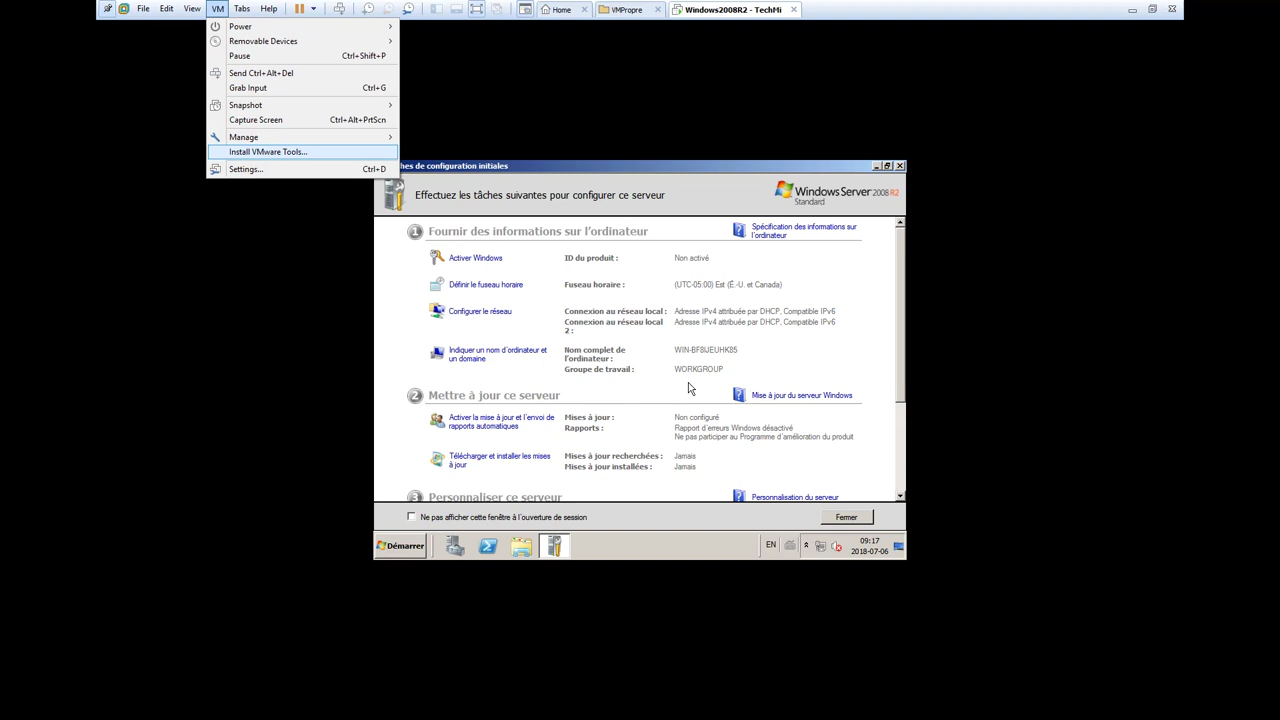 File Edit View VM Tabs Help Home VMPropre Windows2008R2 - TechMi
Power
Removable Devices
Pause Ctrl+Shift+P
Send Ctrl+Alt+Del
Grab Input Ctrl+G
Snapshot
Capture Screen Ctrl+Alt+PrtScn
Manage
Install VMware Tools...
Settings... Ctrl+D
ches de configuration initiales
Effectuez les tâches suivantes pour configurer ce serveur
Windows Server 2008 R2
Standard
1 Fournir des informations sur l'ordinateur
Spécification des informations sur
l'ordinateur
Activer Windows ID du produit : Non activé
Définir le fuseau horaire Fuseau horaire : (UTC-05:00) Est (É.-U. et Canada)
Configurer le réseau Connexion au réseau local : Adresse IPv4 attribuée par DHCP, Compatible IPv6
Connexion au réseau local Adresse IPv4 attribuée par DHCP, Compatible IPv6
2 :
Indiquer un nom d'ordinateur et
un domaine
Nom complet de
l'ordinateur :
WIN-BF8IJEUHK85
Groupe de travail : WORKGROUP
2 Mettre à jour ce serveur
Mise à jour du serveur Windows
Activer la mise à jour et l'envoi de
rapports automatiques
Mises à jour : Non configuré
Rapports : Rapport d'erreurs Windows désactivé
Ne pas participer au Programme d'amélioration du produit
Télécharger et installer les mises
à jour
Mises à jour recherchées : Jamais
Mises à jour installées : Jamais
3 Personnaliser ce serveur
Personnalisation du serveur
Ne pas afficher cette fenêtre à l'ouverture de session
Fermer
Démarrer
EN
09:17
2018-07-06